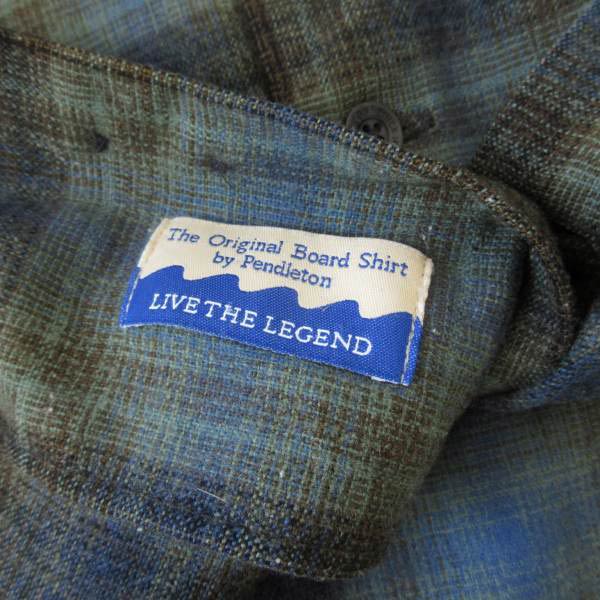 The Original Board Shirt
by Pendleton
LIVE THE LEGEND